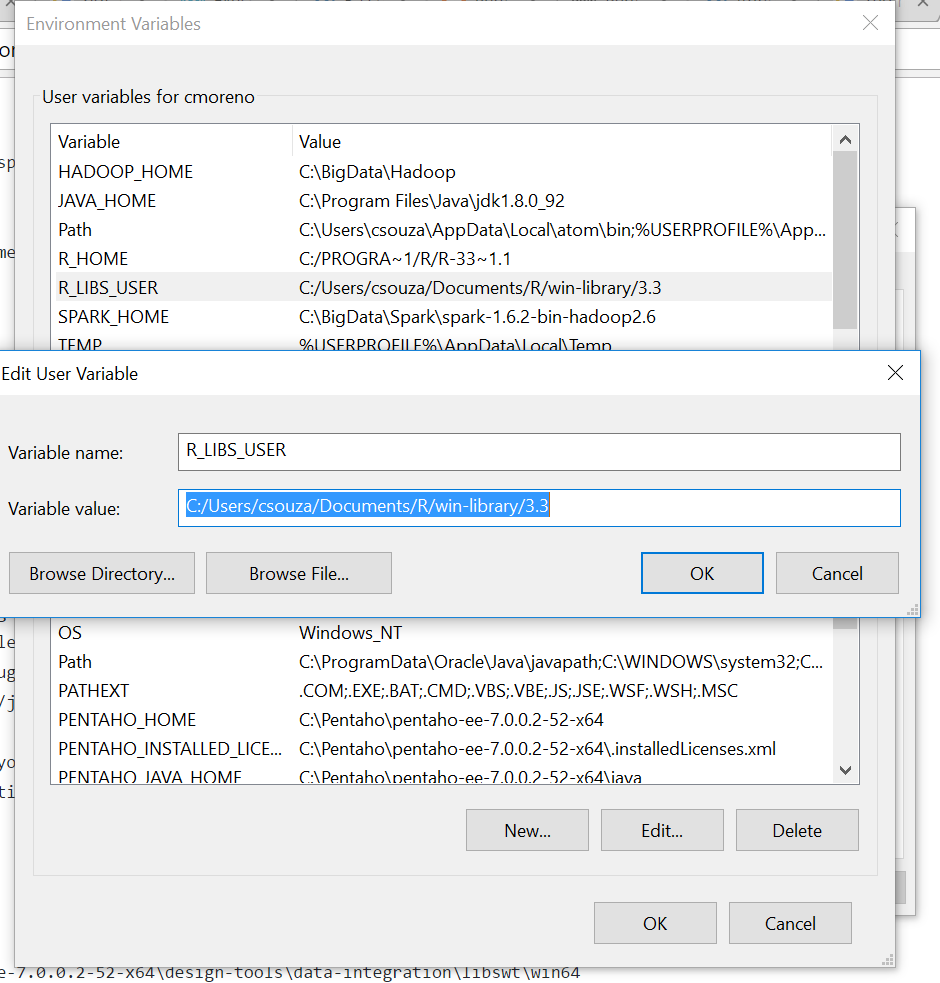 Environment Variables
User variables for cmoreno
Variable Value
HADOOP_HOME C:\BigData\Hadoop
JAVA_HOME C:\Program Files\Java\jdk1.8.0_92
Path C:\Users\csouza\AppData\Local\atom\bin;%USERPROFILE%\App...
R_HOME C:/PROGRA~1/R/R-33~1.1
R_LIBS_USER C:/Users/csouza/Documents/R/win-library/3.3
SPARK_HOME C:\BigData\Spark\spark-1.6.2-bin-hadoop2.6
TEMP %USERPROFILE%\AppData\Local\Temp
Edit User Variable
Variable name: R_LIBS_USER
Variable value: C:/Users/csouza/Documents/R/win-library/3.3
Browse Directory... Browse File... OK Cancel
OS Windows_NT
Path C:\ProgramData\Oracle\Java\javapath;C:\WINDOWS\system32;C...
PATHEXT .COM;.EXE;.BAT;.CMD;.VBS;.VBE;.JS;.JSE;.WSF;.WSH;.MSC
PENTAHO_HOME C:\Pentaho\pentaho-ee-7.0.0.2-52-x64
PENTAHO_INSTALLED_LICE... C:\Pentaho\pentaho-ee-7.0.0.2-52-x64\.installedLicenses.xml
PENTAHO_JAVA_HOME C:\Pentaho\pentaho-ee-7.0.0.2-52-x64\java
New... Edit... Delete
OK Cancel
e-7.0.0.2-52-x64\design-tools\data-integration\libswt\win64